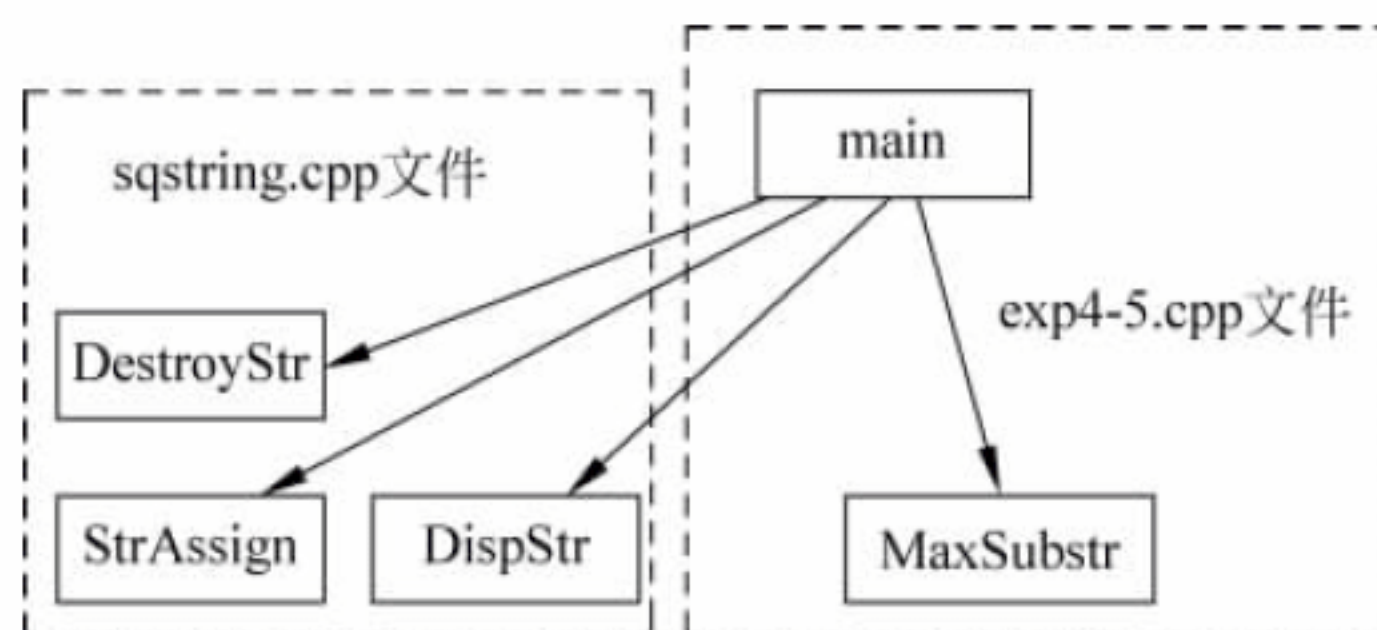 main
sqstring.cpp文件
exp4-5.cpp文件
DestroyStr
StrAssign
DispStr
MaxSubstr